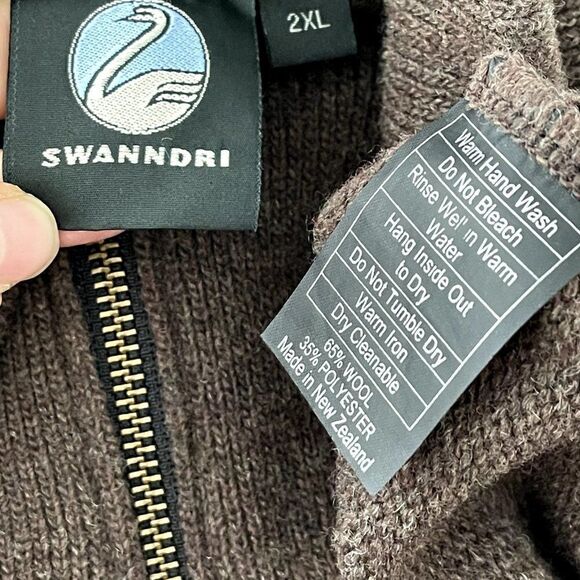 SWANNDRI
2XL
Warm Hand Wash
Do Not Bleach
Rinse Wel' in Warm
Water
Hang Inside Out
to Dry
Do Not Tumble Dry
Warm Iron
Dry Cleanable
65% WOOL
35% POLYESTER
Made in New Zealand